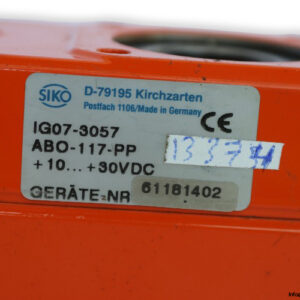 SIKO
D-79195 Kirchzarten
Postfach 1106/Made in Germany
CE
IG07-3057
ABO-117-PP
+10...+30VDC
1337H
GERÄTE-NR 61181402